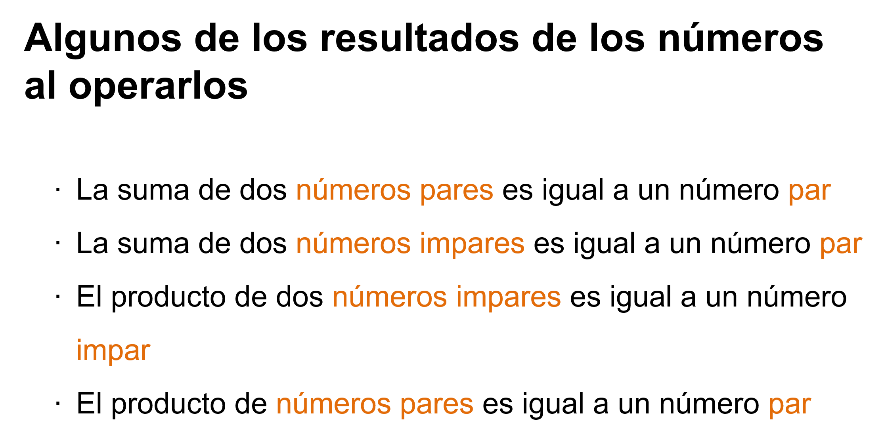 Algunos de los resultados de los números
al operarlos
· La suma de dos números pares es igual a un número par
· La suma de dos números impares es igual a un número par
· El producto de dos números impares es igual a un número
impar
· El producto de números pares es igual a un número par